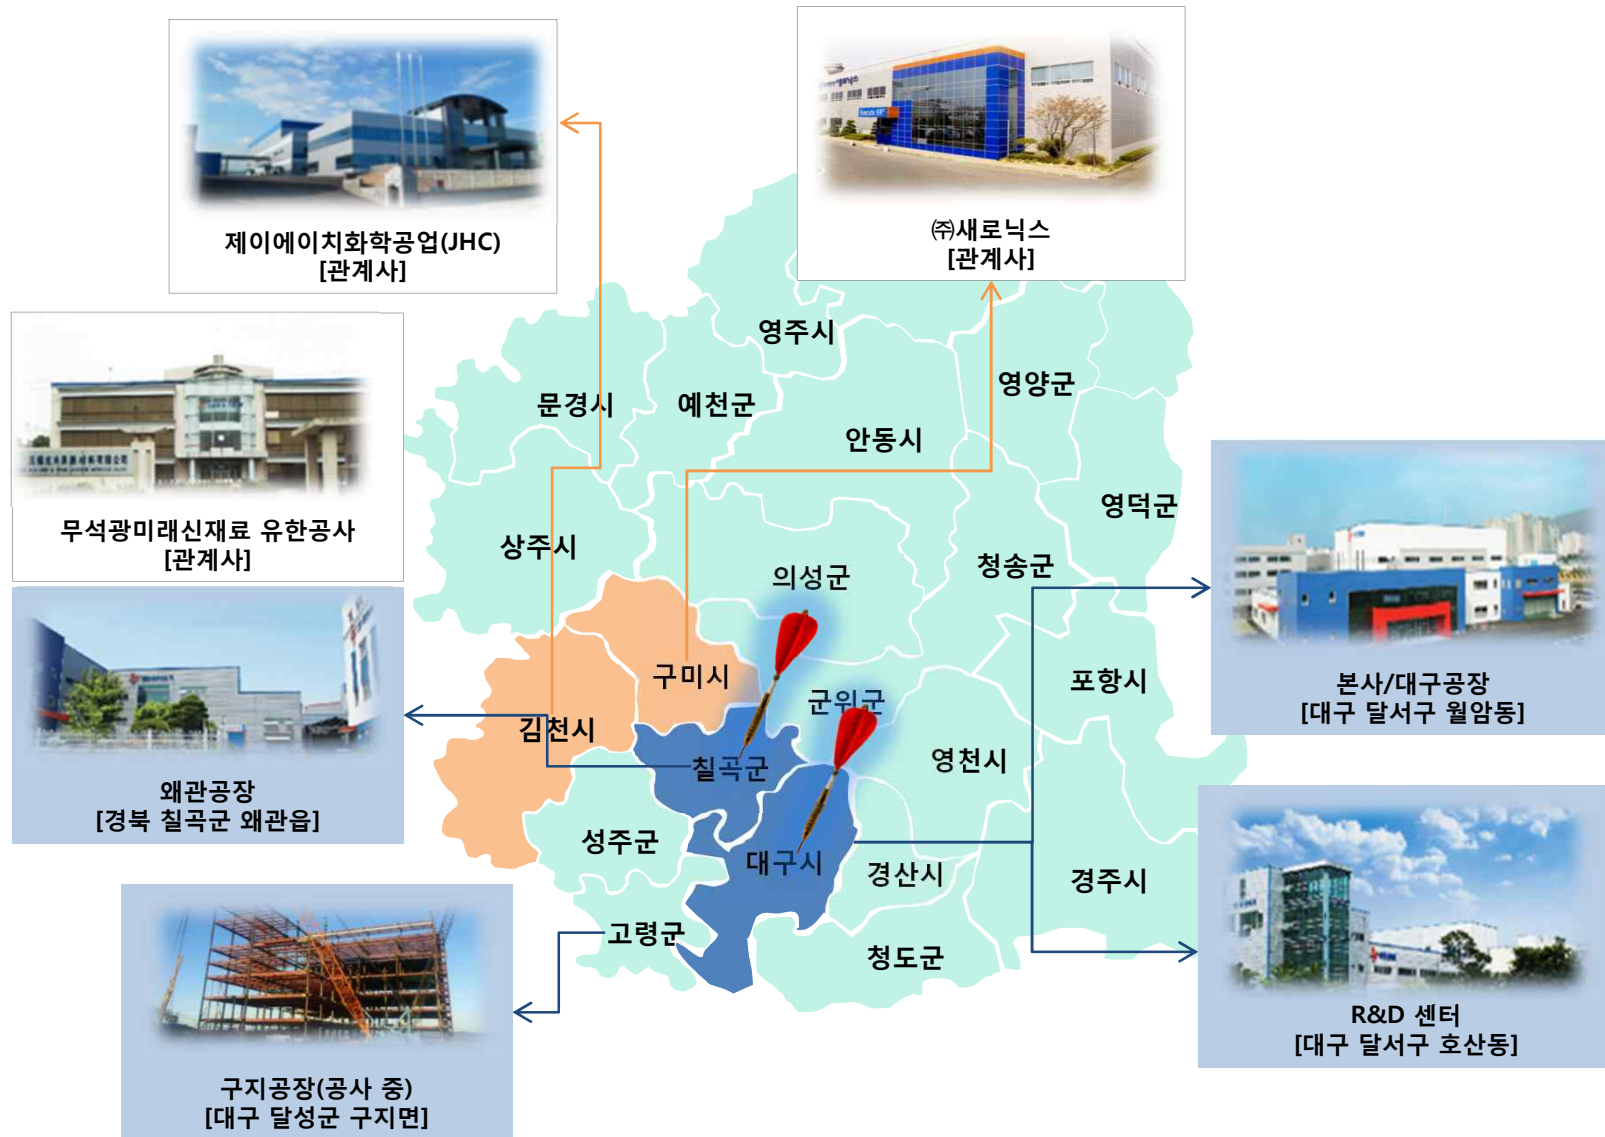 제이에이치화학공업(JHC)
[관계사]
㈜새로닉스
[관계사]
무석광미래신재료 유한공사
[관계사]
왜관공장
[경북 칠곡군 왜관읍]
구지공장(공사 중)
[대구 달성군 구지면]
본사/대구공장
[대구 달서구 월암동]
R&D 센터
[대구 달서구 호산동]
영주시
영양군
문경시
예천군
안동시
영덕군
상주시
청송군
의성군
구미시
포항시
군위군
김천시
영천시
칠곡군
성주군
대구시
경산시
경주시
고령군
청도군